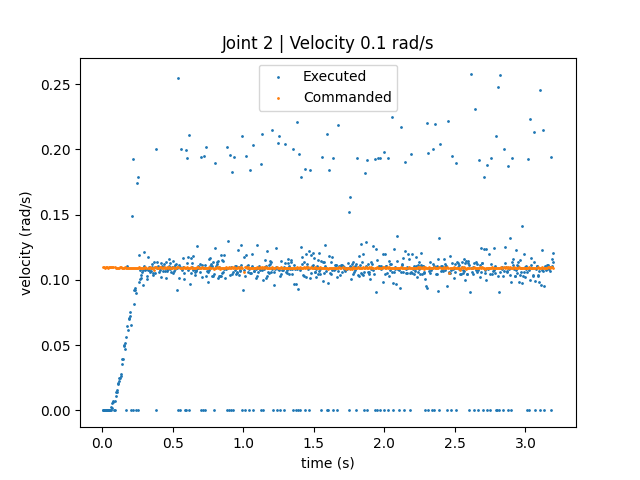 Joint 2 | Velocity 0.1 rad/s
Executed
Commanded
velocity (rad/s)
0.25
0.20
0.15
0.10
0.05
0.00
0.0 0.5 1.0 1.5 2.0 2.5 3.0
time (s)